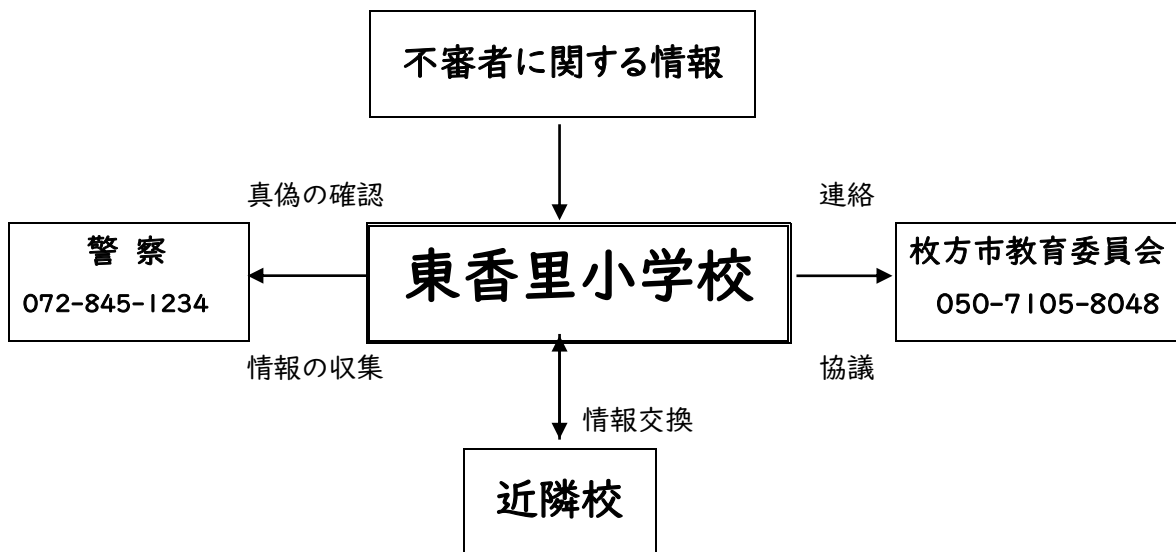 不審者に関する情報
真偽の確認
連絡
警 察
072-845-1234
東香里小学校
枚方市教育委員会
050-7105-8048
情報の収集
協議
情報交換
近隣校